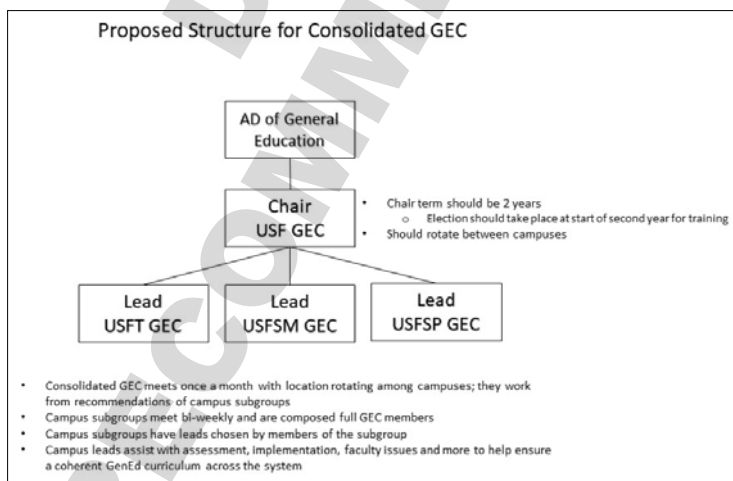 Proposed Structure for Consolidated GEC
AD of General
Education
Chair
USF GEC
• Chair term should be 2 years
o Election should take place at start of second year for training
• Should rotate between campuses
Lead
USFT GEC
Lead
USFSM GEC
Lead
USFSP GEC
• Consolidated GEC meets once a month with location rotating among campuses; they work
from recommendations of campus subgroups
• Campus subgroups meet bi-weekly and are composed full GEC members
• Campus subgroups have leads chosen by members of the subgroup
• Campus leads assist with assessment, implementation, faculty issues and more to help ensure
a coherent GenEd curriculum across the system